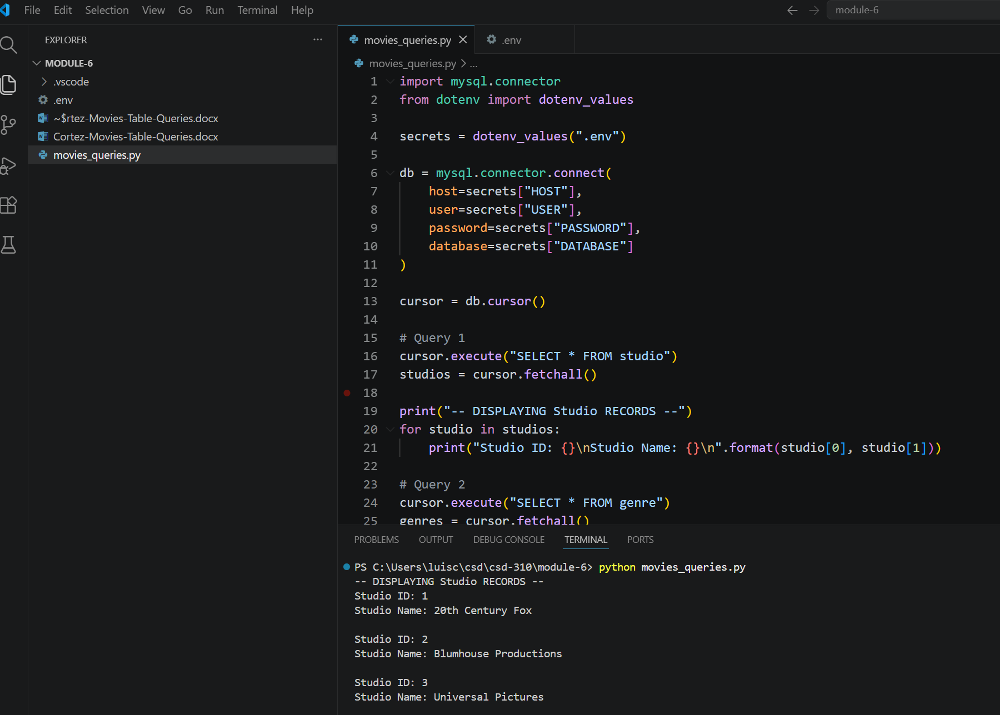 File Edit Selection View Go Run Terminal Help
module-6
EXPLORER
MODULE-6
.vscode
.env
~$rtez-Movies-Table-Queries.docx
Cortez-Movies-Table-Queries.docx
movies_queries.py
movies_queries.py .env
movies_queries.py > ...
1 import mysql.connector
2 from dotenv import dotenv_values
3
4 secrets = dotenv_values(".env")
5
6 db = mysql.connector.connect(
7     host=secrets["HOST"],
8     user=secrets["USER"],
9     password=secrets["PASSWORD"],
10     database=secrets["DATABASE"]
11 )
12
13 cursor = db.cursor()
14
15 # Query 1
16 cursor.execute("SELECT * FROM studio")
17 studios = cursor.fetchall()
18
19 print("-- DISPLAYING Studio RECORDS --")
20 for studio in studios:
21     print("Studio ID: {}\nStudio Name: {}\n".format(studio[0], studio[1]))
22
23 # Query 2
24 cursor.execute("SELECT * FROM genre")
25 genres = cursor.fetchall()
PROBLEMS OUTPUT DEBUG CONSOLE TERMINAL PORTS
PS C:\Users\luisc\csd\csd-310\module-6> python movies_queries.py
-- DISPLAYING Studio RECORDS --
Studio ID: 1
Studio Name: 20th Century Fox
Studio ID: 2
Studio Name: Blumhouse Productions
Studio ID: 3
Studio Name: Universal Pictures